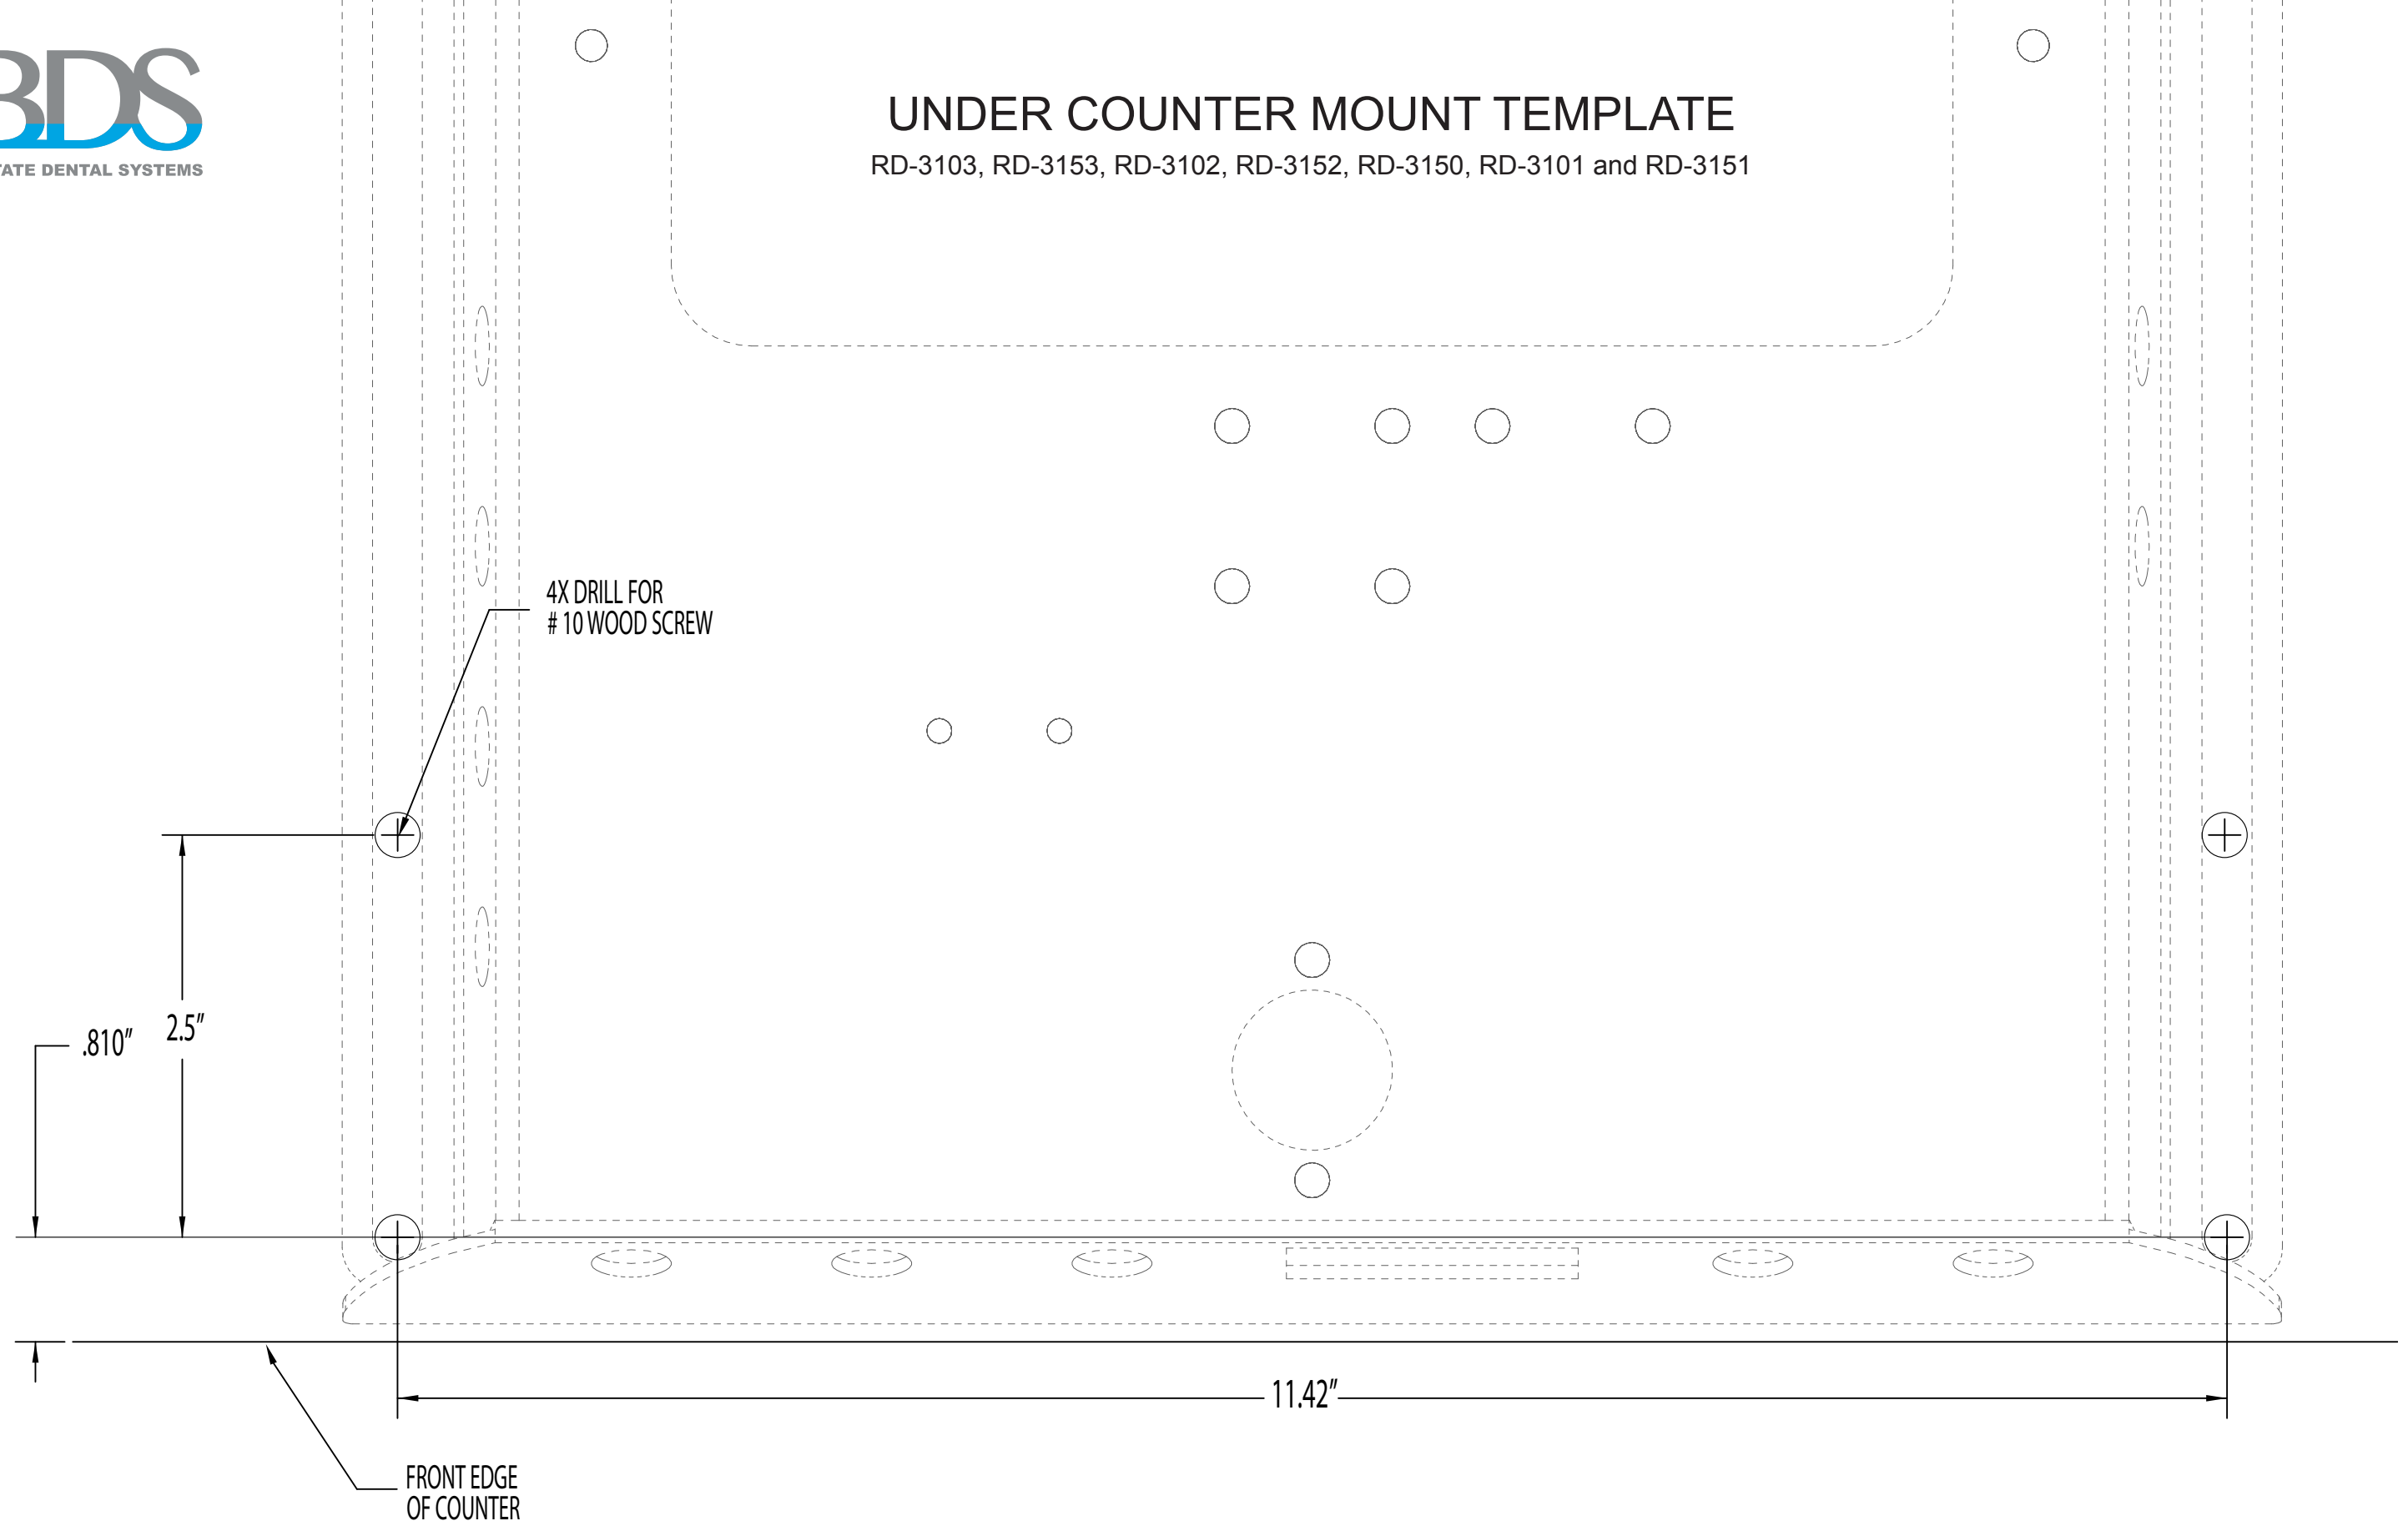 BDS
TATE DENTAL SYSTEMS
UNDER COUNTER MOUNT TEMPLATE
RD-3103, RD-3153, RD-3102, RD-3152, RD-3150, RD-3101 and RD-3151
4X DRILL FOR
# 10 WOOD SCREW
.810”
2.5”
11.42”
FRONT EDGE
OF COUNTER